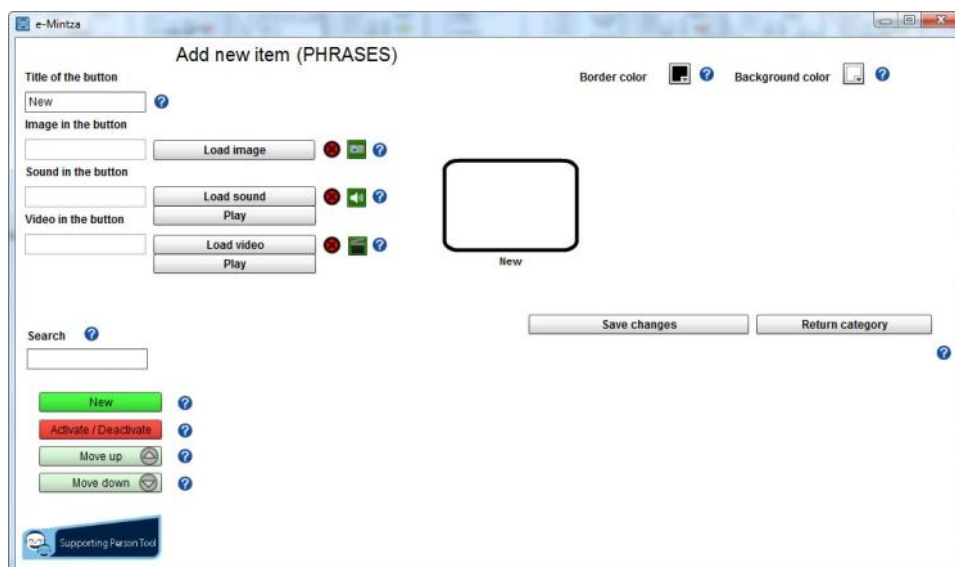 e-Mintza
Add new item (PHRASES)
Title of the button
Border color
Background color
New
Image in the button
Load image
Sound in the button
Load sound
Play
Video in the button
Load video
Play
New
Save changes
Return category
Search
New
Activate / Deactivate
Move up
Move down
Supporting Person Tool